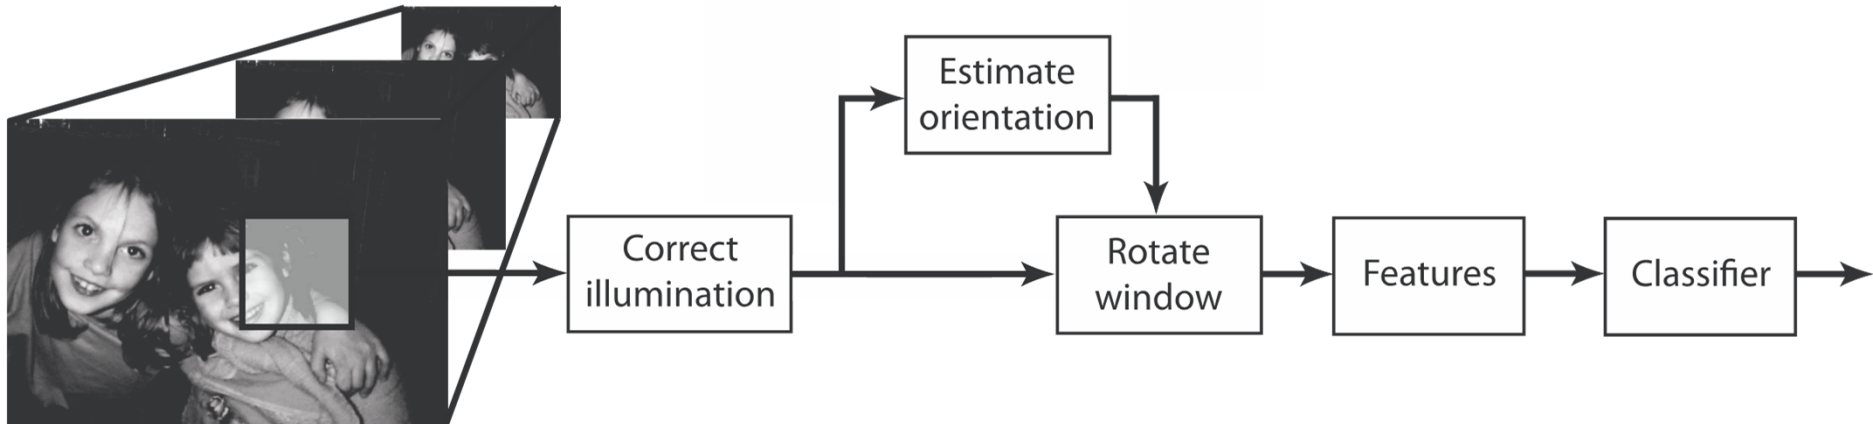 Estimate
orientation
Correct
illumination
Rotate
window
Features
Classifier